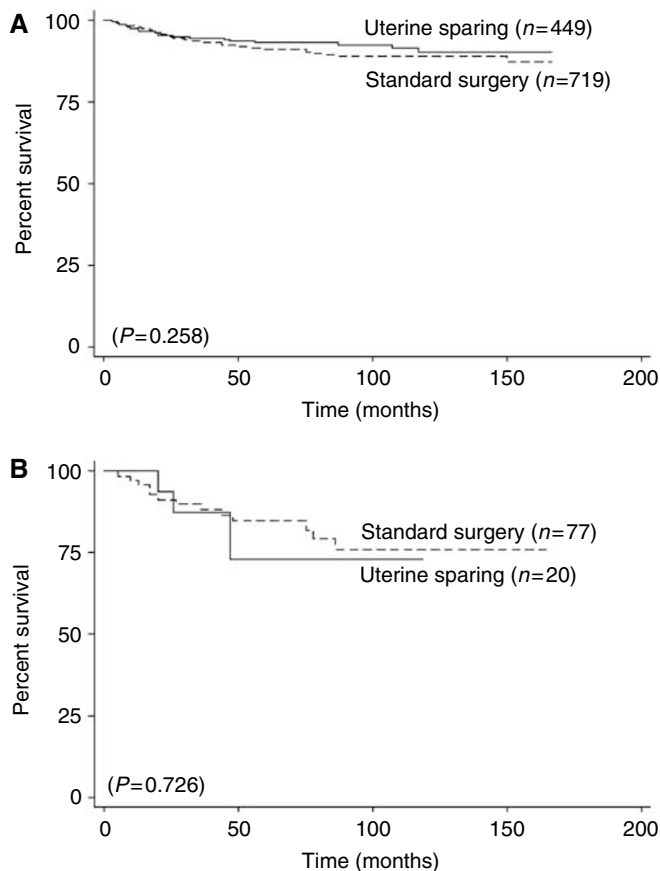 A
100
75
50
25
0
Percent survival
Uterine sparing (n=449)
Standard surgery (n=719)
(P=0.258)
0 50 100 150 200
Time (months)
B
100
75
50
25
0
Percent survival
Standard surgery (n=77)
Uterine sparing (n=20)
(P=0.726)
0 50 100 150 200
Time (months)